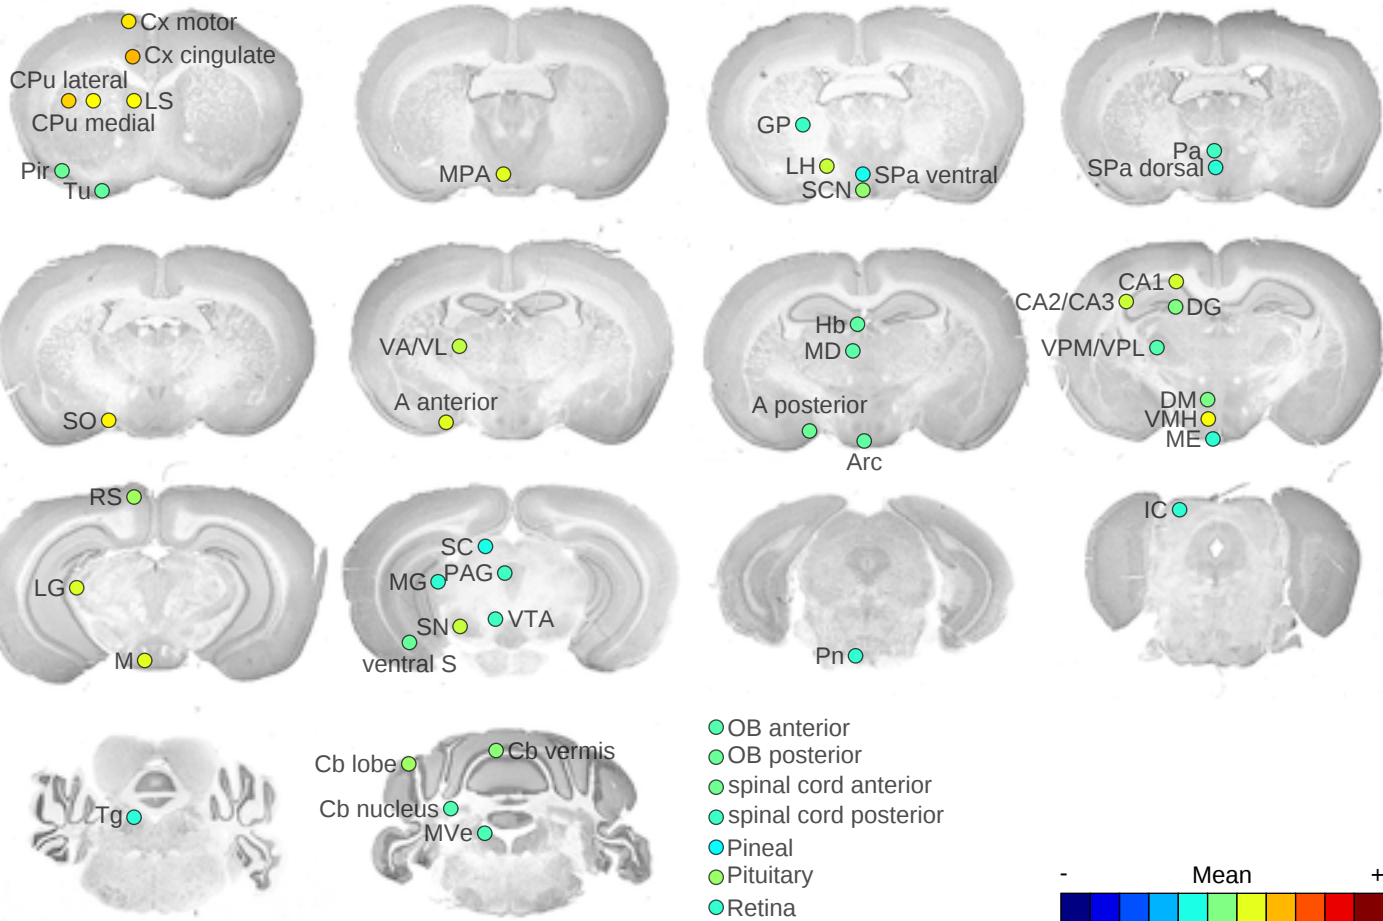 Cx motor
Cx cingulate
CPu lateral
LS
CPu medial
Pir
Tu
MPA
GP
LH
SPa ventral
SCN
Pa
SPa dorsal
SO
VA/VL
A anterior
Hb
MD
A posterior
Arc
CA1
CA2/CA3
DG
VPM/VPL
DM
VMH
ME
RS
LG
M
SC
PAG
MG
VTA
SN
ventral S
Pn
IC
Tg
Cb vermis
Cb lobe
Cb nucleus
MVe
OB anterior
OB posterior
spinal cord anterior
spinal cord posterior
Pineal
Pituitary
Retina
- Mean +